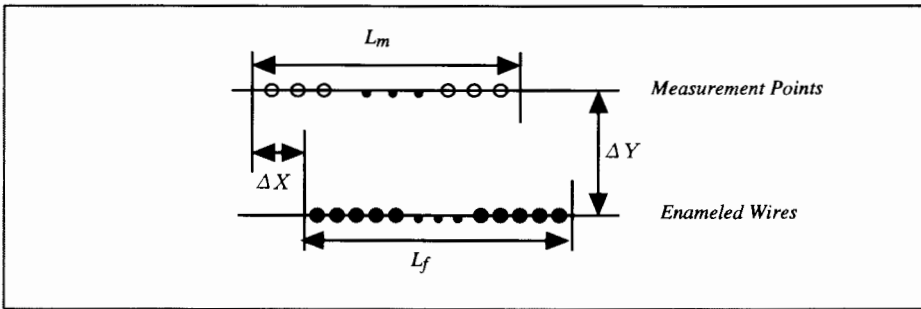 L_m
Measurement Points
ΔX
ΔY
Enameled Wires
L_f